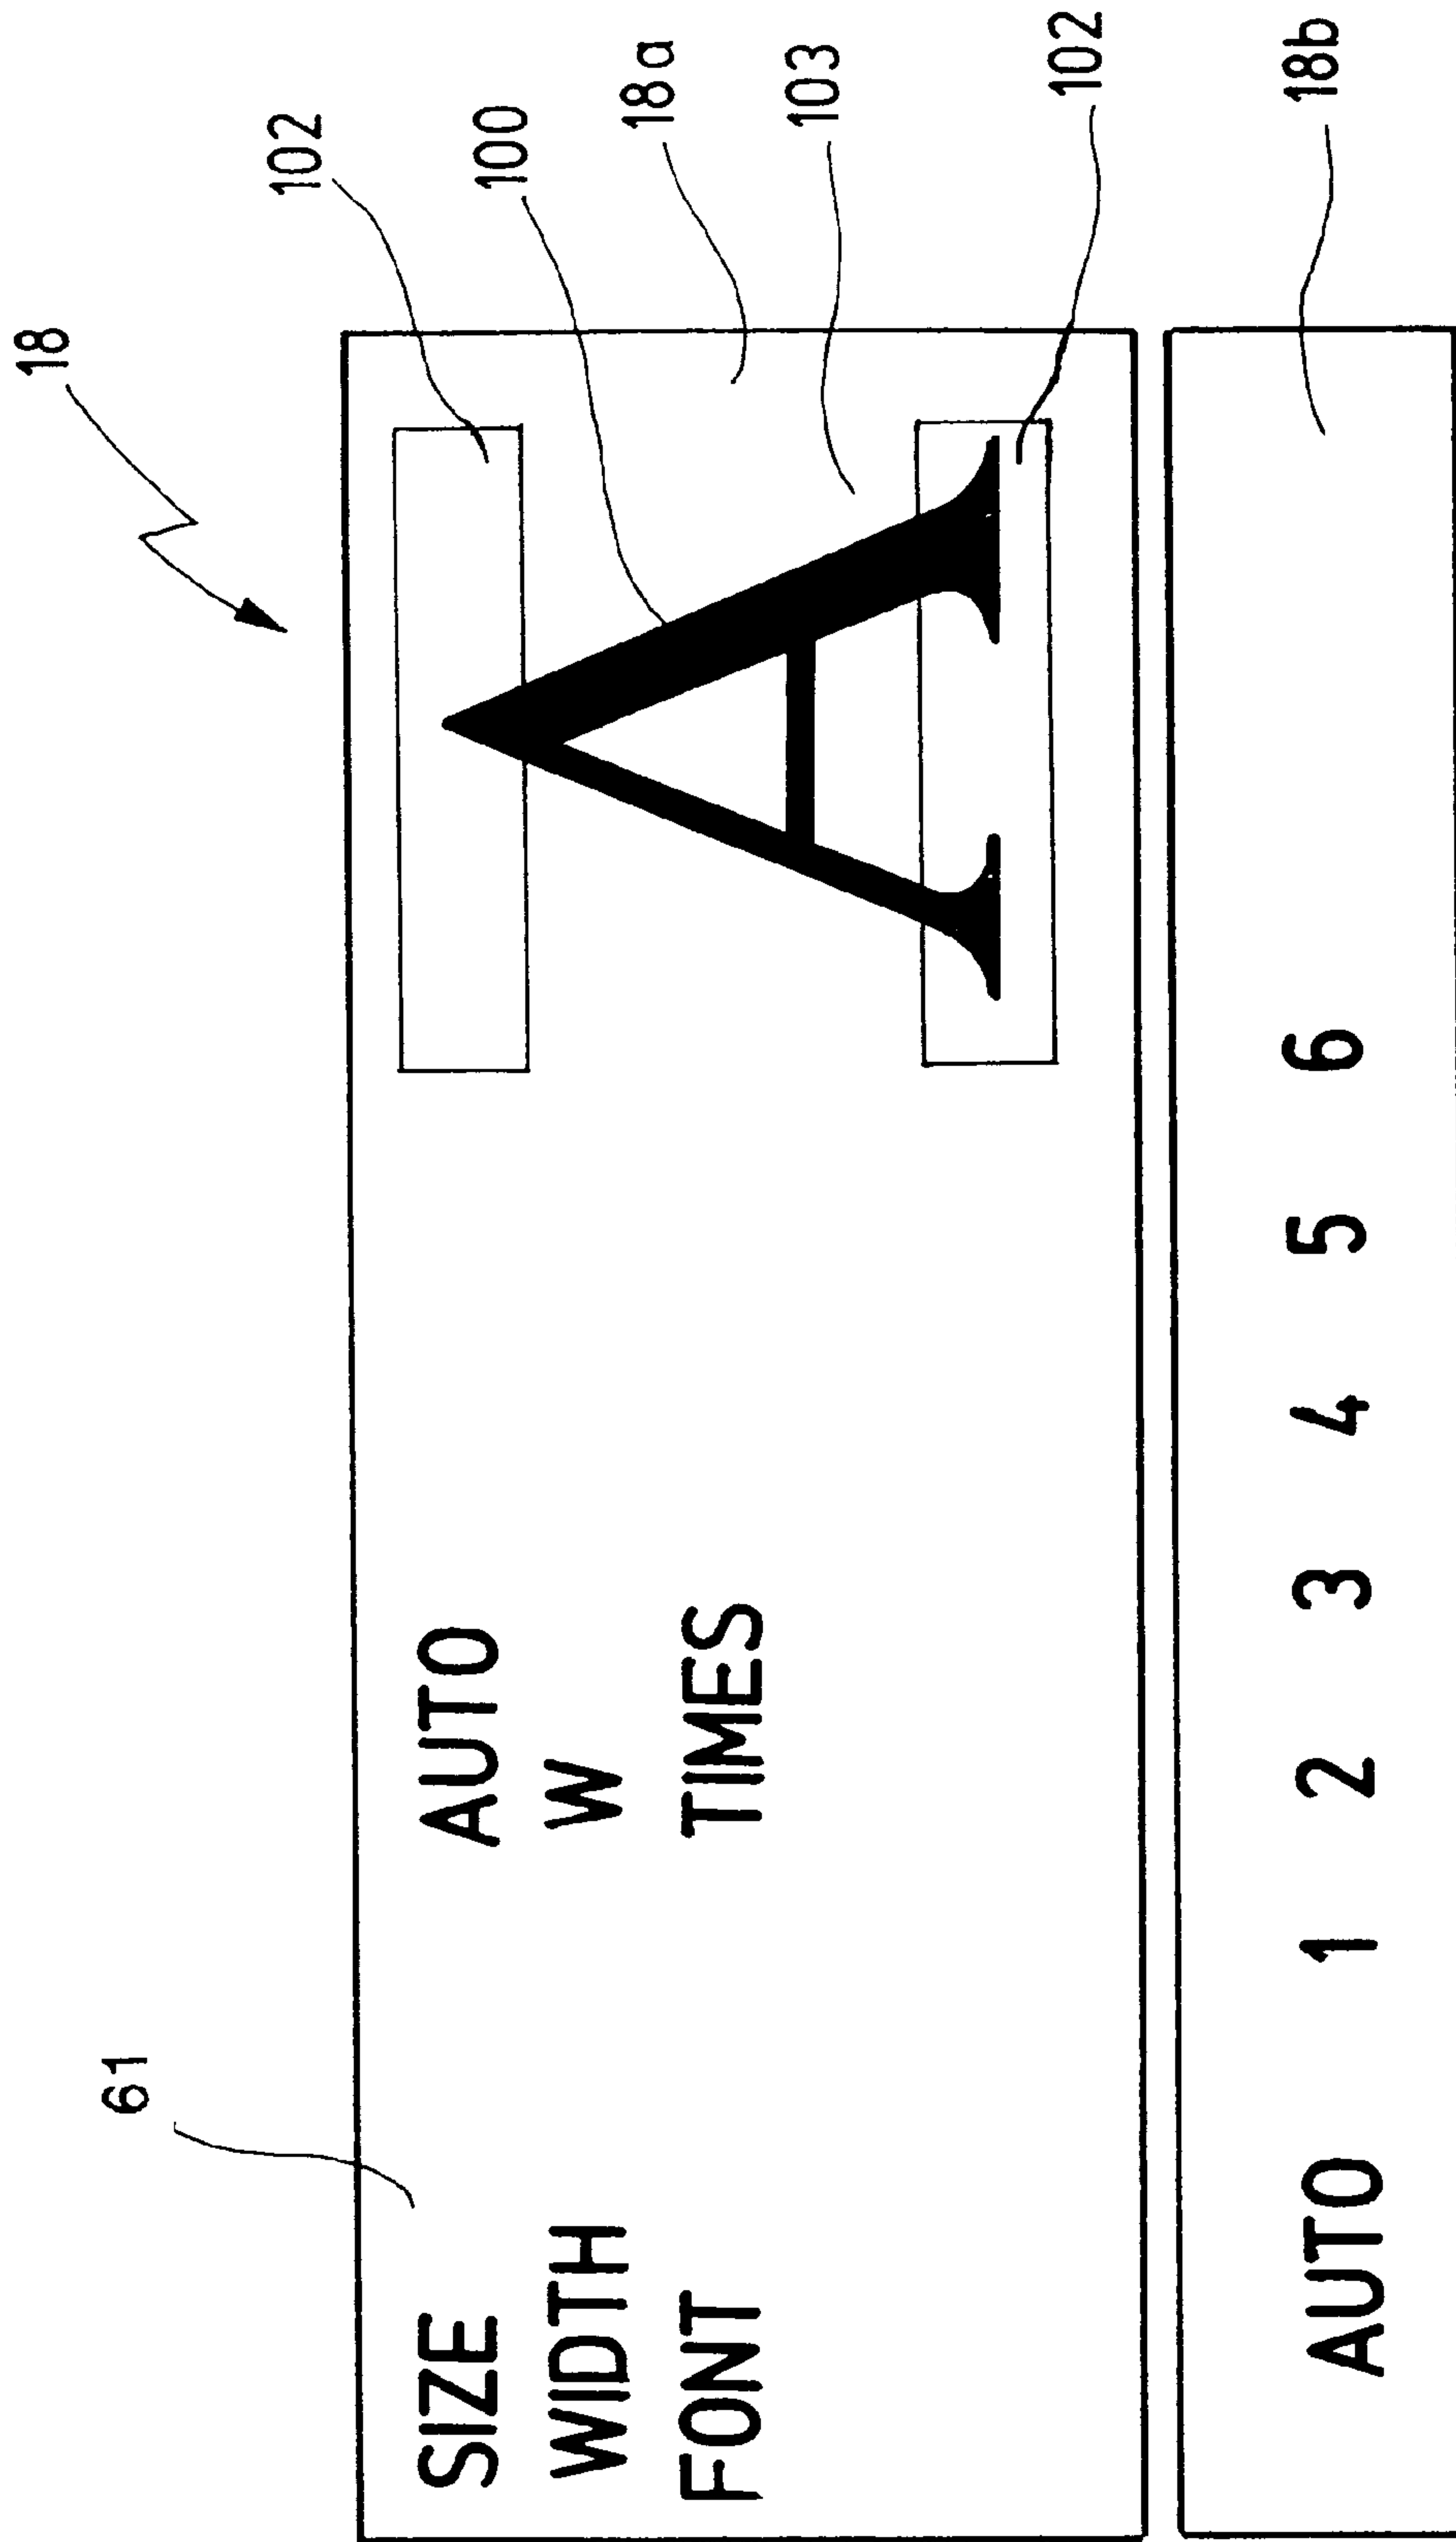 18
61
102
100
18a
103
102
18b
SIZE AUTO
WIDTH W
FONT TIMES
A
AUTO 1 2 3 4 5 6